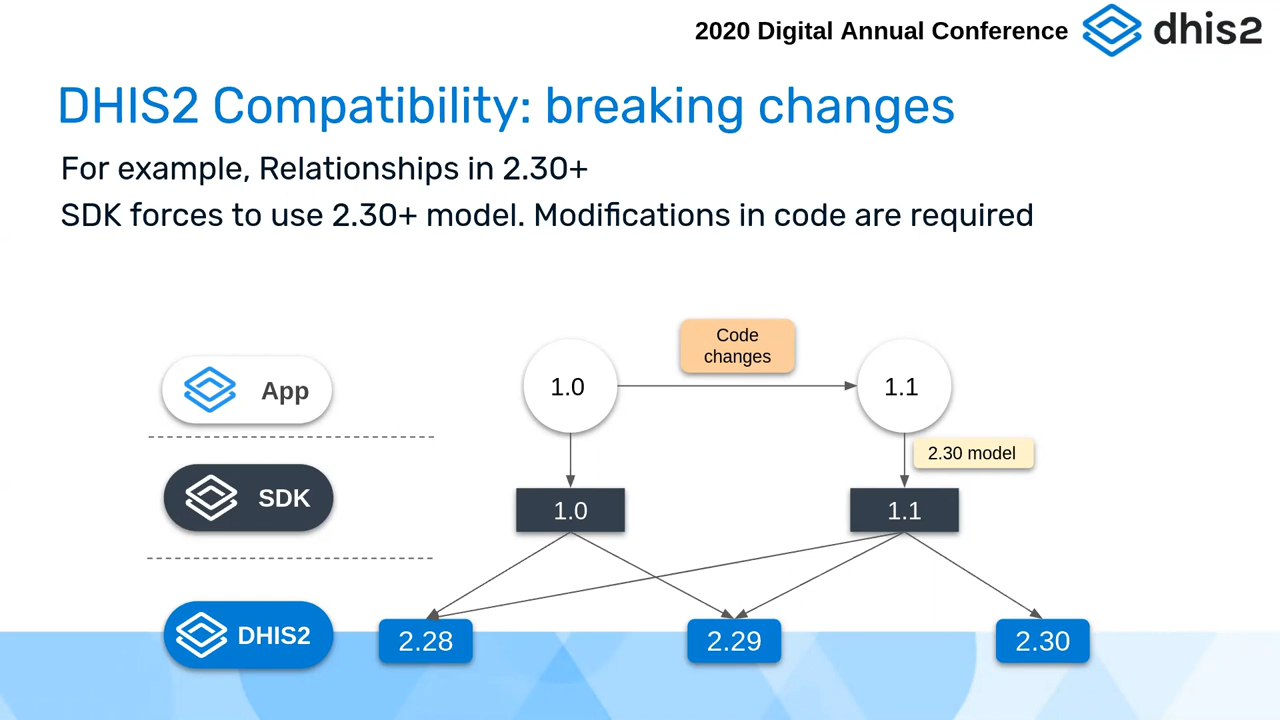 2020 Digital Annual Conference
dhis2
DHIS2 Compatibility: breaking changes
For example, Relationships in 2.30+
SDK forces to use 2.30+ model. Modifications in code are required
Code
changes
App
1.0
1.1
2.30 model
SDK
1.0
1.1
DHIS2
2.28
2.29
2.30